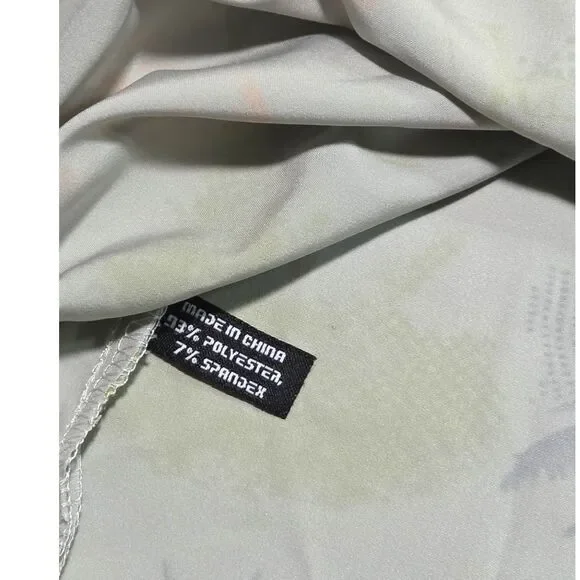 MADE IN CHINA
93% POLYESTER,
7% SPANDEX